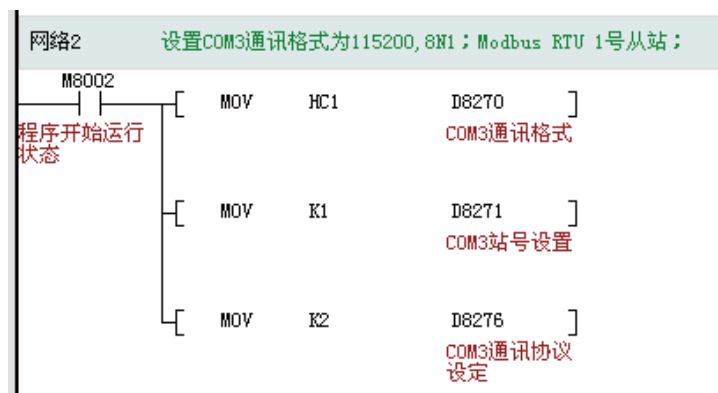 网络2 设置COM3通讯格式为115200,8N1；Modbus RTU 1号从站；
M8002
MOV HC1 D8270
程序开始运行状态
COM3通讯格式
MOV K1 D8271
COM3站号设置
MOV K2 D8276
COM3通讯协议
设定